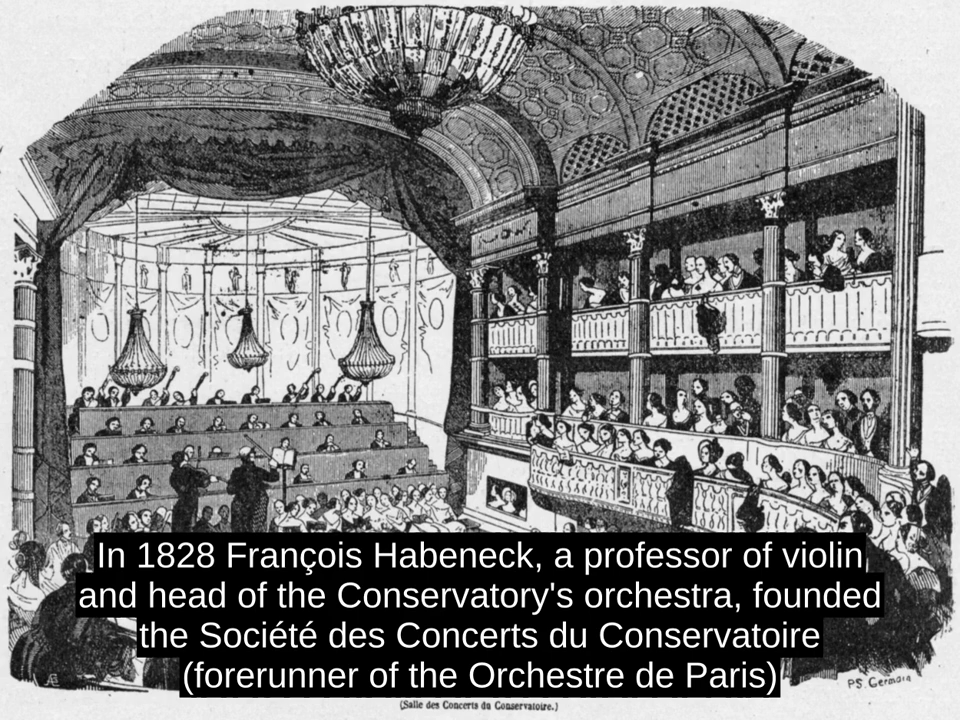 In 1828 François Habeneck, a professor of violin,
and head of the Conservatory's orchestra, founded
the Société des Concerts du Conservatoire
(forerunner of the Orchestre de Paris)
P.S. Germain
(Salle des Concerts du Conservatoire.)